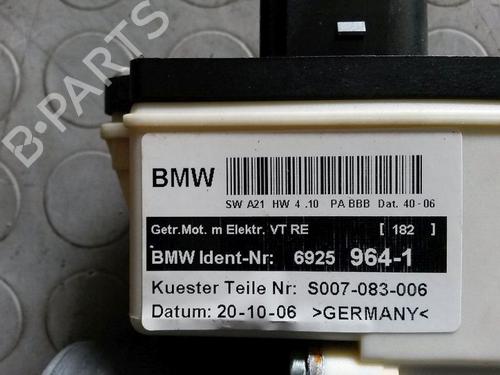 B-PARTS
BMW
SW A21 HW 4 .10 PA BBB Dat. 40-06
Getr.Mot. m Elektr. VT RE [ 182 ]
BMW Ident-Nr: 6925 964-1
Kuester Teile Nr: S007-083-006
Datum: 20-10-06 >GERMANY<